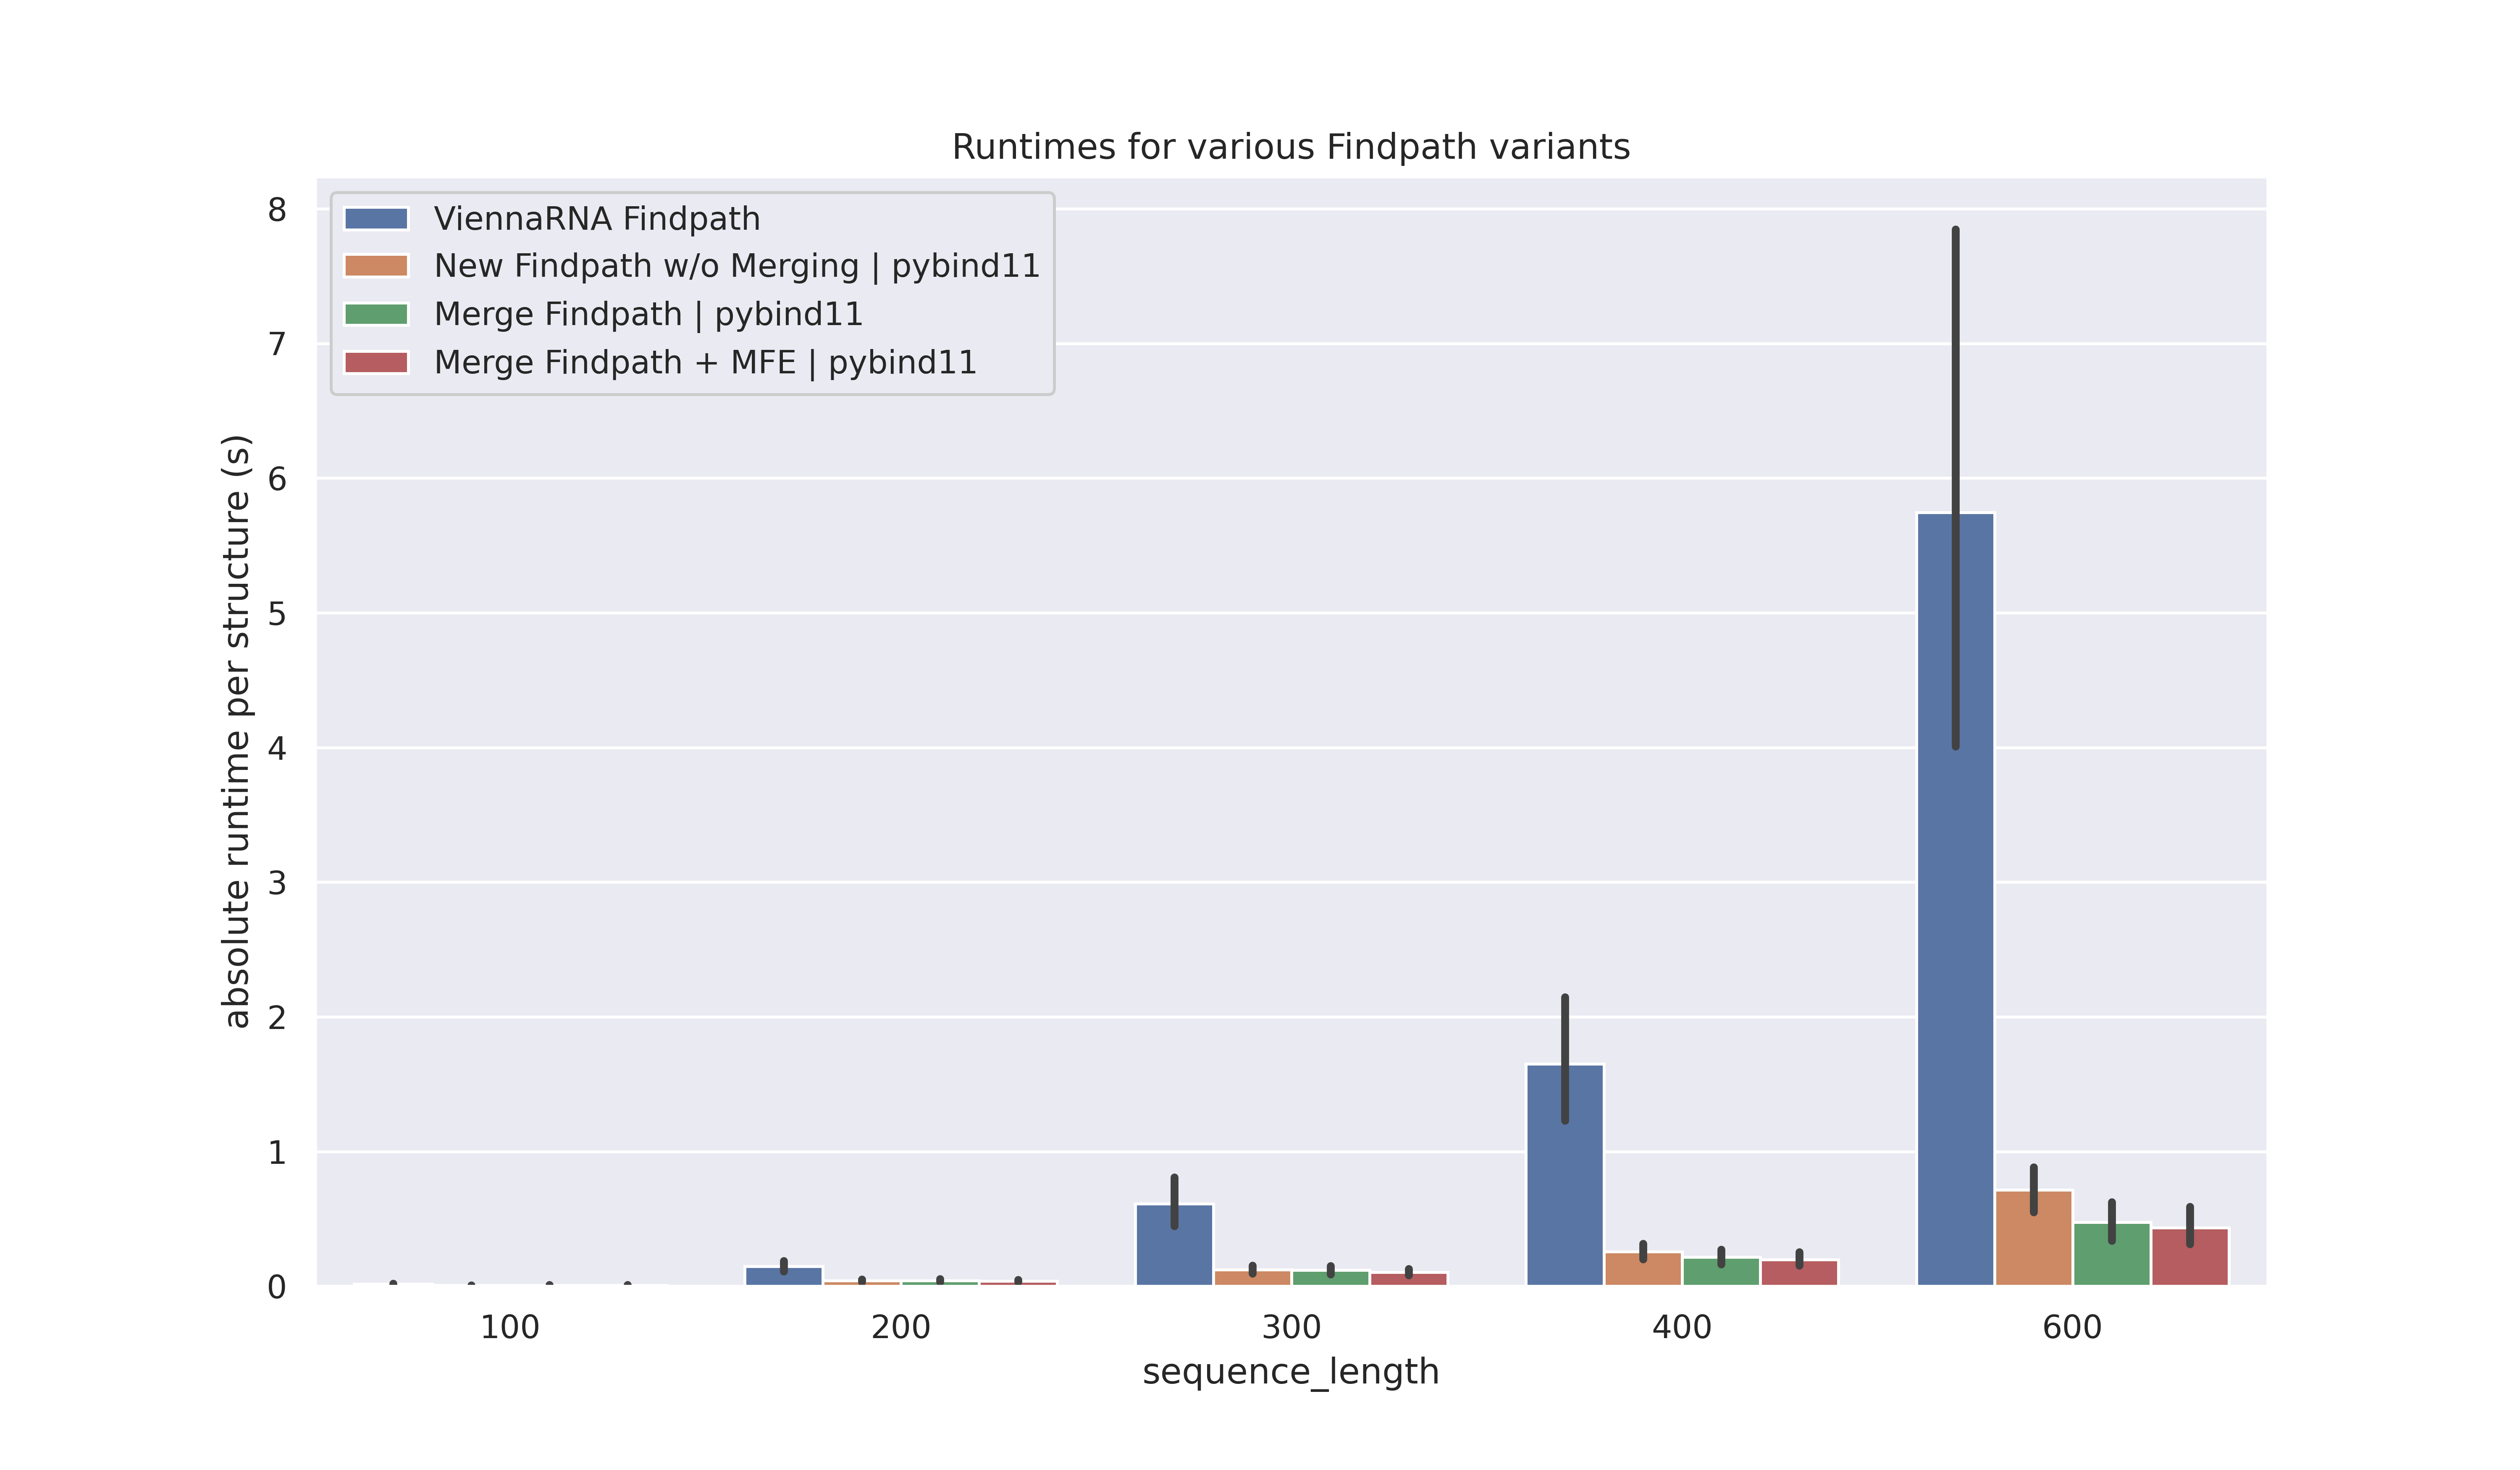 Runtimes for various Findpath variants
ViennaRNA Findpath
New Findpath w/o Merging | pybind11
Merge Findpath | pybind11
Merge Findpath + MFE | pybind11
absolute runtime per structure (s)
8
7
6
5
4
3
2
1
0
100 200 300 400 600
sequence_length